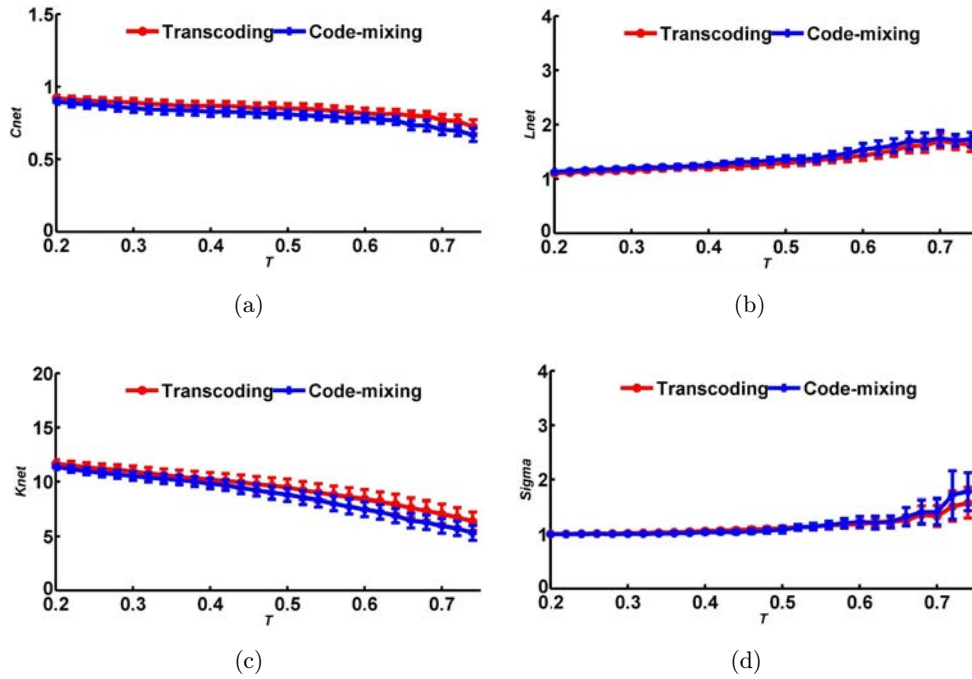 1.5
Transcoding Code-mixing
1
Cnet
0.5
0
0.2 0.3 0.4 0.5 0.6 0.7
T
(a)
4
Transcoding Code-mixing
3
Lnet
2
1
0
0.2 0.3 0.4 0.5 0.6 0.7
T
(b)
20
Transcoding Code-mixing
15
Knet
10
5
0
0.2 0.3 0.4 0.5 0.6 0.7
T
(c)
4
Transcoding Code-mixing
3
Sigma
2
1
0
0.2 0.3 0.4 0.5 0.6 0.7
T
(d)